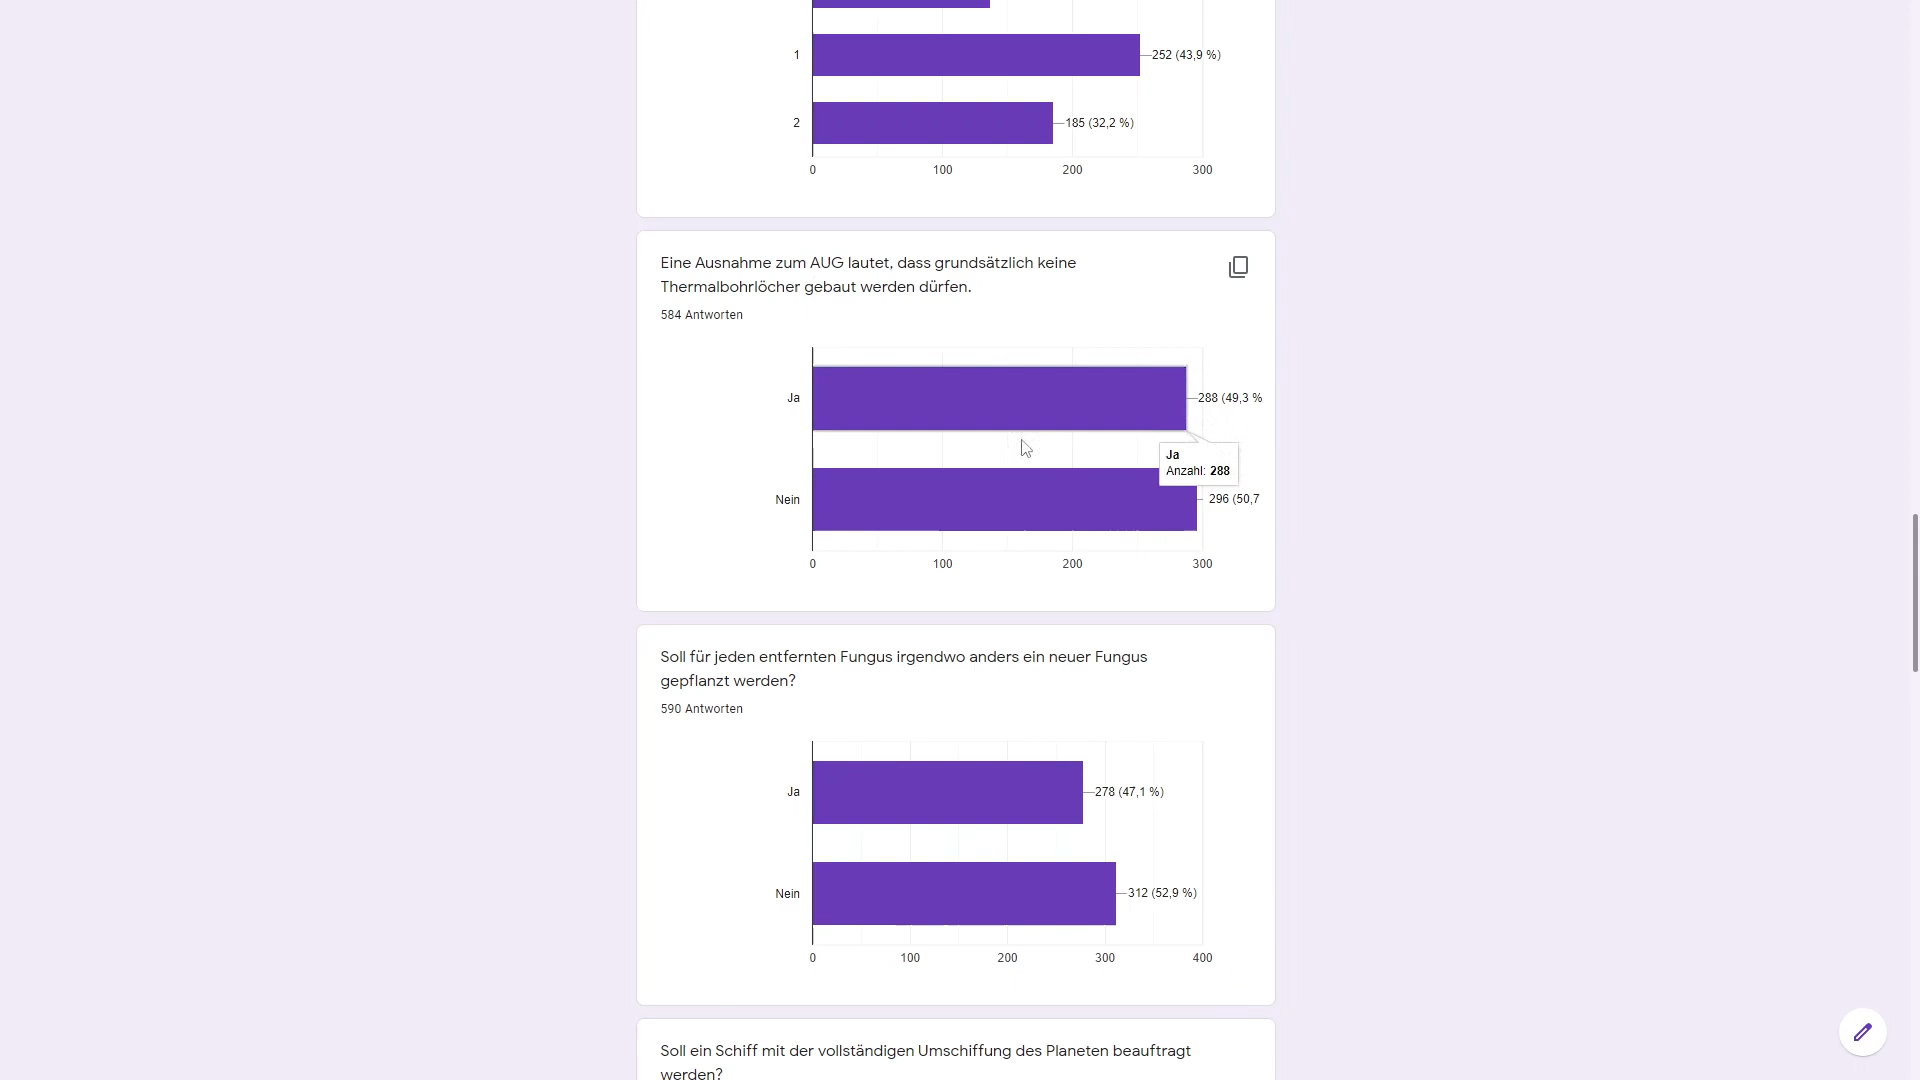 1
252 (43,9 %)
2
185 (32,2 %)
0 100 200 300
Eine Ausnahme zum AUG lautet, dass grundsätzlich keine
Thermalbohrlöcher gebaut werden dürfen.
584 Antworten
Ja
288 (49,3 %
Ja
Anzahl: 288
Nein
296 (50,7
0 100 200 300
Soll für jeden entfernten Fungus irgendwo anders ein neuer Fungus
gepflanzt werden?
590 Antworten
Ja
278 (47,1 %)
Nein
312 (52,9 %)
0 100 200 300 400
Soll ein Schiff mit der vollständigen Umschiffung des Planeten beauftragt
werden?